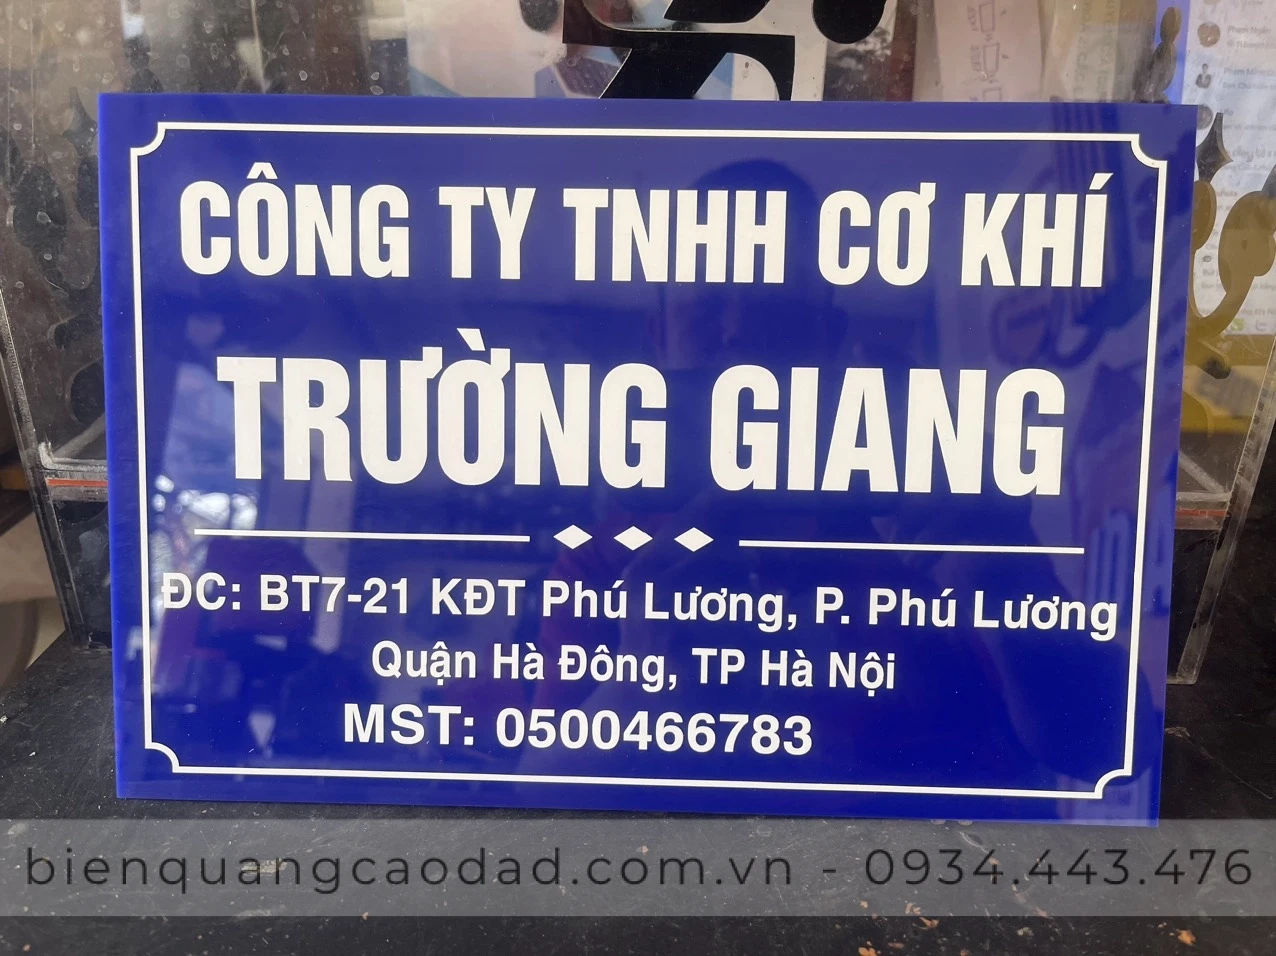 CÔNG TY TNHH CƠ KHÍ
TRƯỜNG GIANG
ĐC: BT7-21 KĐT Phú Lương, P. Phú Lương
Quận Hà Đông, TP Hà Nội
MST: 0500466783
bienquangcaodad.com.vn - 0934.443.476